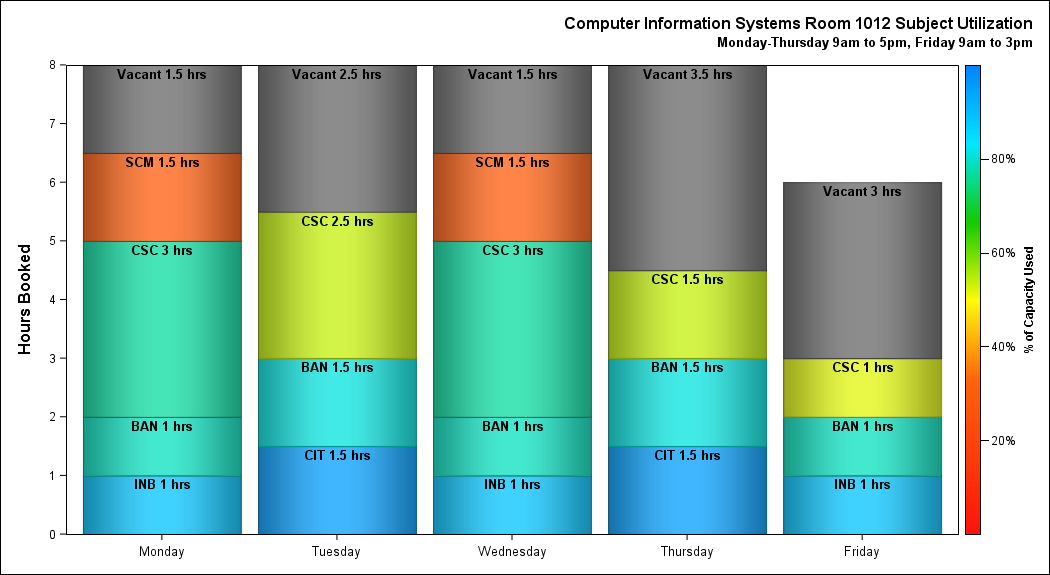 Computer Information Systems Room 1012 Subject Utilization
Monday-Thursday 9am to 5pm, Friday 9am to 3pm
Hours Booked
8
7
6
5
4
3
2
1
0
Vacant 1.5 hrs
SCM 1.5 hrs
CSC 3 hrs
BAN 1 hrs
INB 1 hrs
Monday
Vacant 2.5 hrs
CSC 2.5 hrs
BAN 1.5 hrs
CIT 1.5 hrs
Tuesday
Vacant 1.5 hrs
SCM 1.5 hrs
CSC 3 hrs
BAN 1 hrs
INB 1 hrs
Wednesday
Vacant 3.5 hrs
CSC 1.5 hrs
BAN 1.5 hrs
CIT 1.5 hrs
Thursday
Vacant 3 hrs
CSC 1 hrs
BAN 1 hrs
INB 1 hrs
Friday
80%
60%
40%
20%
% of Capacity Used